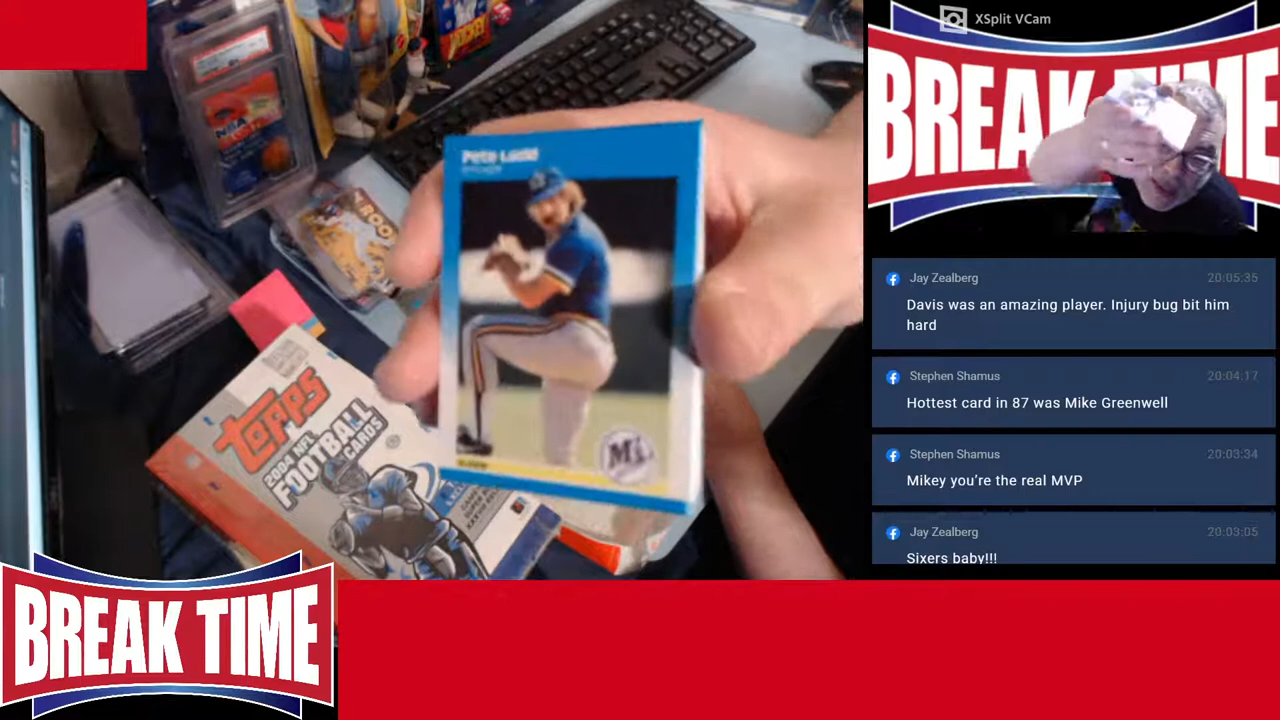 XSplit VCam
BREAK TIME
Pete Ladd
PITCHER
M
TOPPS
2004 NFL
FOOTBALL
CARDS
NBA
HOCKEY
Jay Zealberg
20:05:35
Davis was an amazing player. Injury bug bit him
hard
Stephen Shamus
20:04:17
Hottest card in 87 was Mike Greenwell
Stephen Shamus
20:03:34
Mikey you’re the real MVP
Jay Zealberg
20:03:05
Sixers baby!!!
BREAK TIME